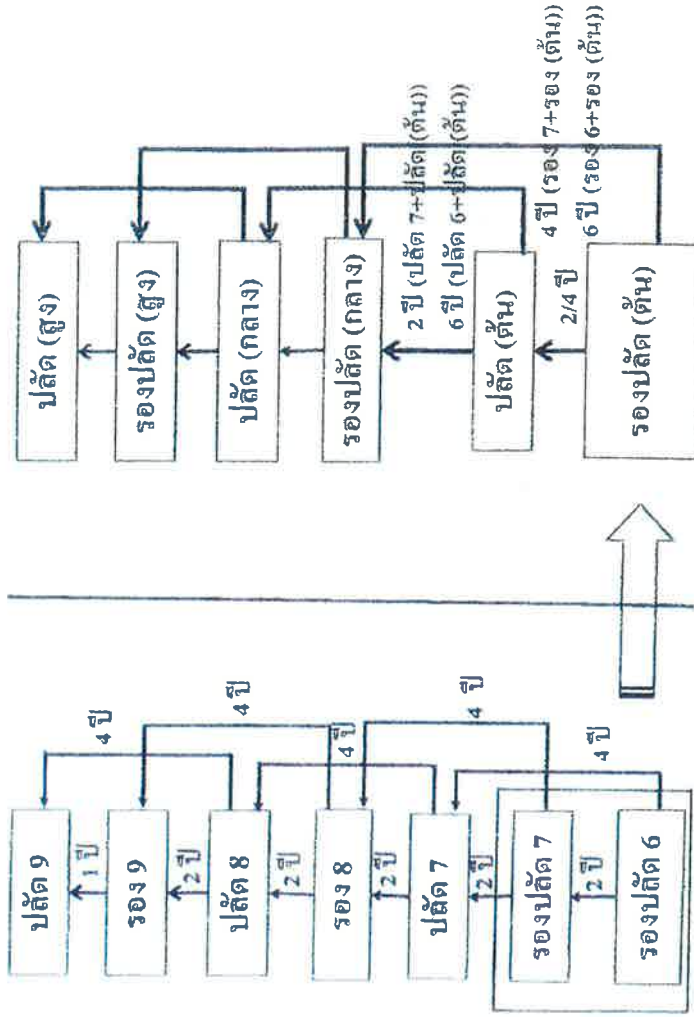 ปลัด 9
1 ปี
4 ปี
รอง 9
2 ปี
4 ปี
ปลัด 8
2 ปี
รอง 8
4 ปี
2 ปี
ปลัด 7
4 ปี
2 ปี
รองปลัด 7
4 ปี
2 ปี
รองปลัด 6
ปลัด (สูง)
รองปลัด (สูง)
ปลัด (กลาง)
รองปลัด (กลาง)
2 ปี (ปลัด 7+ปลัด (ต้น))
6 ปี (ปลัด 6+ปลัด (ต้น))
ปลัด (ต้น)
2/4 ปี
4 ปี (รอง 7+รอง (ต้น))
6 ปี (รอง 6+รอง (ต้น))
รองปลัด (ต้น)